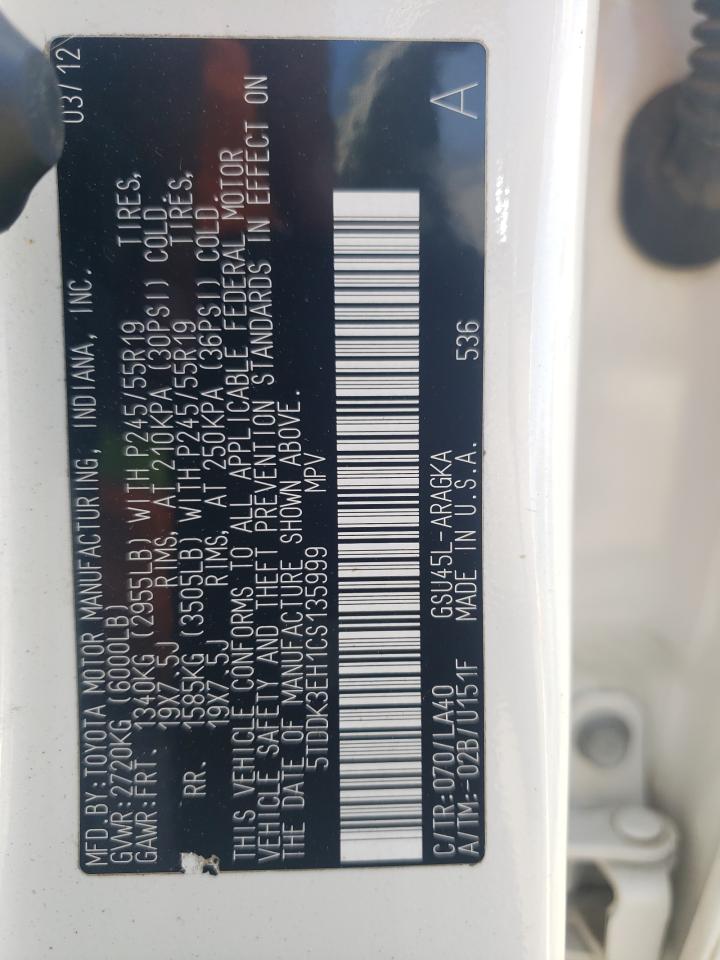 MFD.BY:TOYOTA MOTOR MANUFACTURING, INDIANA, INC. 03/12
GVWR:2720KG (6000LB)
GAWR:FRT. 1340KG (2955LB) WITH P245/55R19 TIRES,
19X7.5J RIMS, AT 210KPA (30PSI) COLD
RR. 1585KG (3505LB) WITH P245/55R19 TIRES,
19X7.5J RIMS, AT 250KPA (36PSI) COLD.
THIS VEHICLE CONFORMS TO ALL APPLICABLE FEDERAL MOTOR
VEHICLE SAFETY AND THEFT PREVENTION STANDARDS IN EFFECT ON
THE DATE OF MANUFACTURE SHOWN ABOVE.
5TDDK3EH1CS135999 MPV
C/TR:070/LA40 GSU45L-ARAGKA A
A/TM:-02B/U151F MADE IN U.S.A. 536